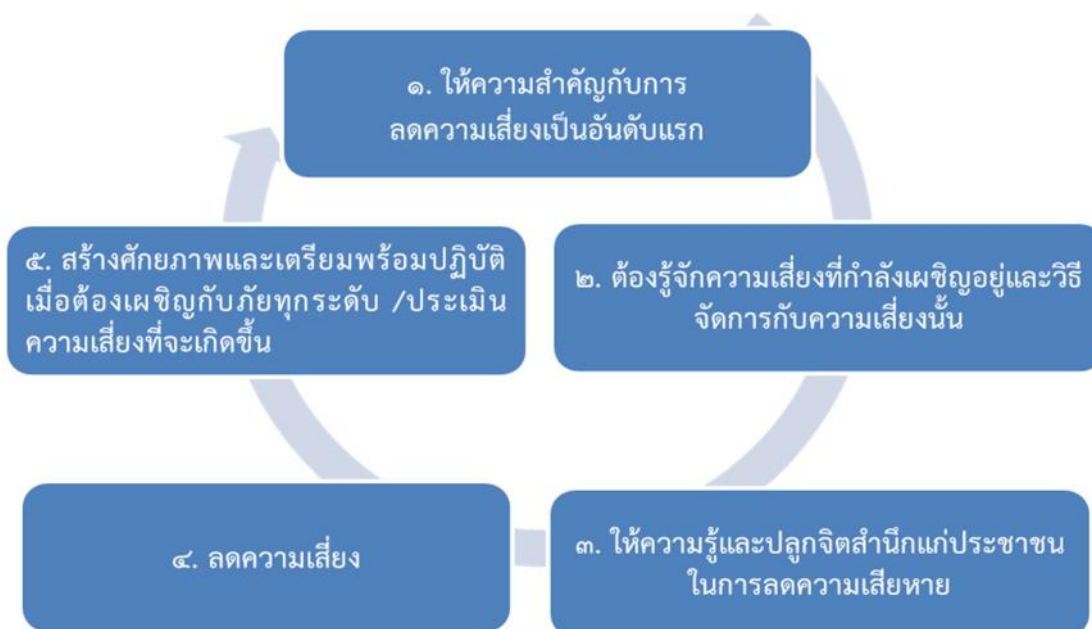 ๑. ให้ความสำคัญกับการ
ลดความเสี่ยงเป็นอันดับแรก
๒. ต้องรู้จักความเสี่ยงที่กำลังเผชิญอยู่และวิธี
จัดการกับความเสี่ยงนั้น
๓. ให้ความรู้และปลูกจิตสำนึกแก่ประชาชน
ในการลดความเสียหาย
๔. ลดความเสี่ยง
๕. สร้างศักยภาพและเตรียมพร้อมปฏิบัติ
เมื่อต้องเผชิญกับภัยทุกระดับ /ประเมิน
ความเสี่ยงที่จะเกิดขึ้น